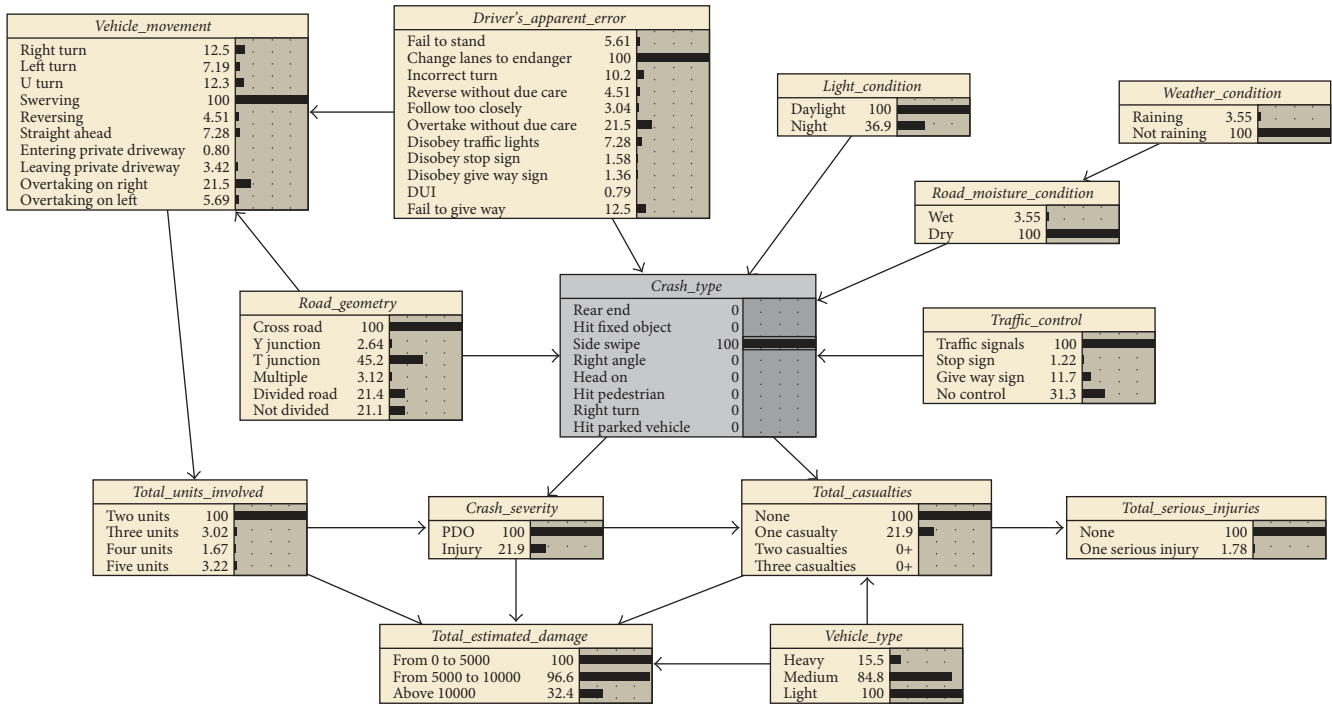 Vehicle_movement
Right turn 12.5
Left turn 7.19
U turn 12.3
Swerving 100
Reversing 4.51
Straight ahead 7.28
Entering private driveway 0.80
Leaving private driveway 3.42
Overtaking on right 21.5
Overtaking on left 5.69
Driver's_apparent_error
Fail to stand 5.61
Change lanes to endanger 100
Incorrect turn 10.2
Reverse without due care 4.51
Follow too closely 3.04
Overtake without due care 21.5
Disobey traffic lights 7.28
Disobey stop sign 1.58
Disobey give way sign 1.36
DUI 0.79
Fail to give way 12.5
Light_condition
Daylight 100
Night 36.9
Weather_condition
Raining 3.55
Not raining 100
Road_moisture_condition
Wet 3.55
Dry 100
Road_geometry
Cross road 100
Y junction 2.64
T junction 45.2
Multiple 3.12
Divided road 21.4
Not divided 21.1
Crash_type
Rear end 0
Hit fixed object 0
Side swipe 100
Right angle 0
Head on 0
Hit pedestrian 0
Right turn 0
Hit parked vehicle 0
Traffic_control
Traffic signals 100
Stop sign 1.22
Give way sign 11.7
No control 31.3
Total_units_involved
Two units 100
Three units 3.02
Four units 1.67
Five units 3.22
Crash_severity
PDO 100
Injury 21.9
Total_casualties
None 100
One casualty 21.9
Two casualties 0+
Three casualties 0+
Total_serious_injuries
None 100
One serious injury 1.78
Total_estimated_damage
From 0 to 5000 100
From 5000 to 10000 96.6
Above 10000 32.4
Vehicle_type
Heavy 15.5
Medium 84.8
Light 100